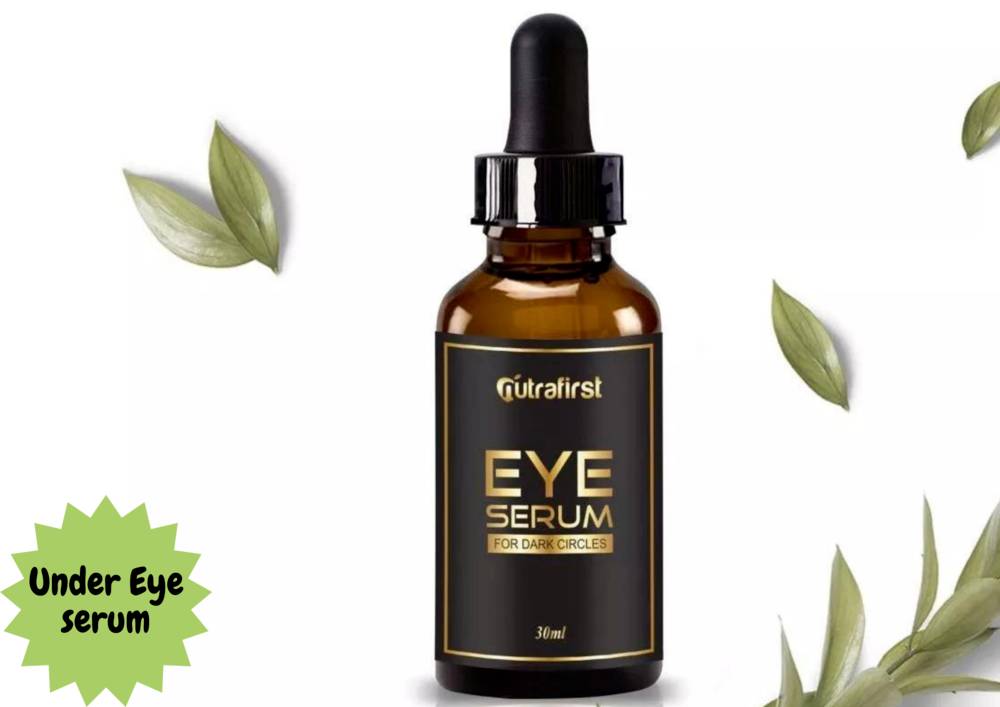 nutrafirst
EYE
SERUM
FOR DARK CIRCLES
30ml
Under Eye
serum